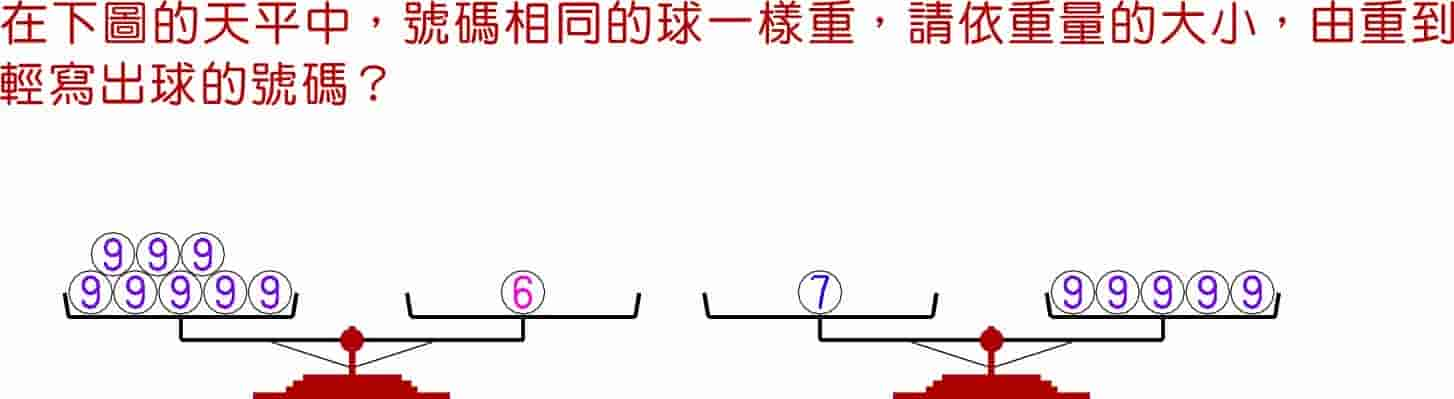 在下圖的天平中，號碼相同的球一樣重，請依重量的大小，由重到
輕寫出球的號碼？
9 9 9
9 9 9 9 9 6 7 9 9 9 9 9